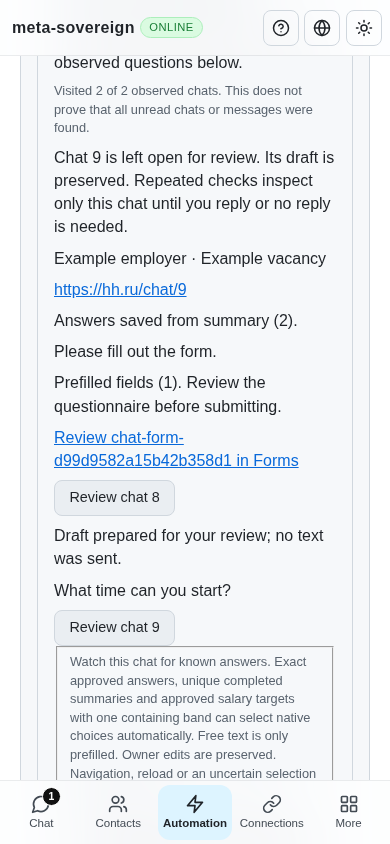 meta-sovereign ONLINE
observed questions below.
Visited 2 of 2 observed chats. This does not
prove that all unread chats or messages were
found.
Chat 9 is left open for review. Its draft is
preserved. Repeated checks inspect
only this chat until you reply or no reply
is needed.
Example employer · Example vacancy
https://hh.ru/chat/9
Answers saved from summary (2).
Please fill out the form.
Prefilled fields (1). Review the
questionnaire before submitting.
Review chat-form-
d99d9582a15b42b358d1 in Forms
Review chat 8
Draft prepared for your review; no text
was sent.
What time can you start?
Review chat 9
Watch this chat for known answers. Exact
approved answers, unique completed
summaries and approved salary targets
with one containing band can select native
choices automatically. Free text is only
prefilled. Owner edits are preserved.
Navigation, reload or an uncertain selection
1
Chat Contacts Automation Connections More